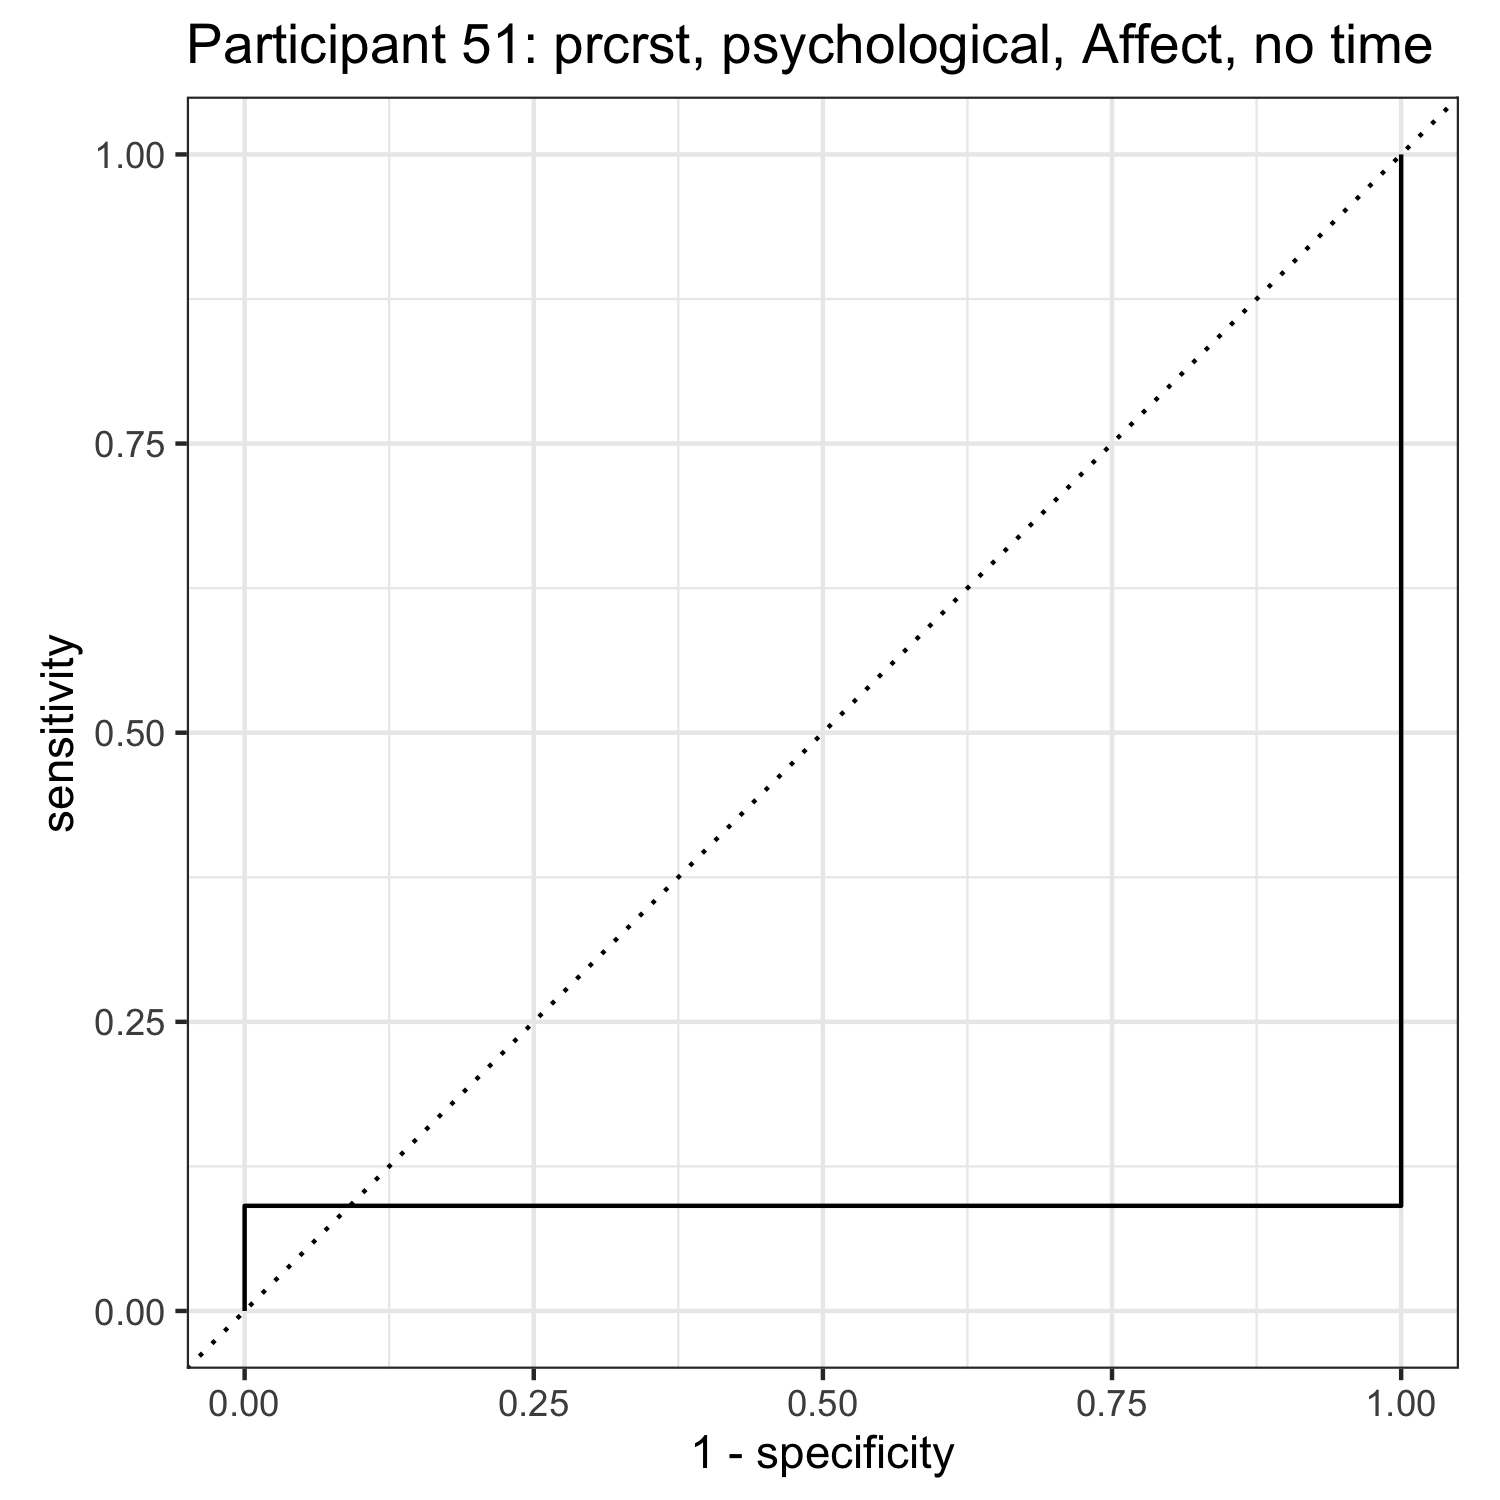 Participant 51: prcrst, psychological, Affect, no time
1.00
0.75
0.50
0.25
0.00
sensitivity
0.00 0.25 0.50 0.75 1.00
1 - specificity